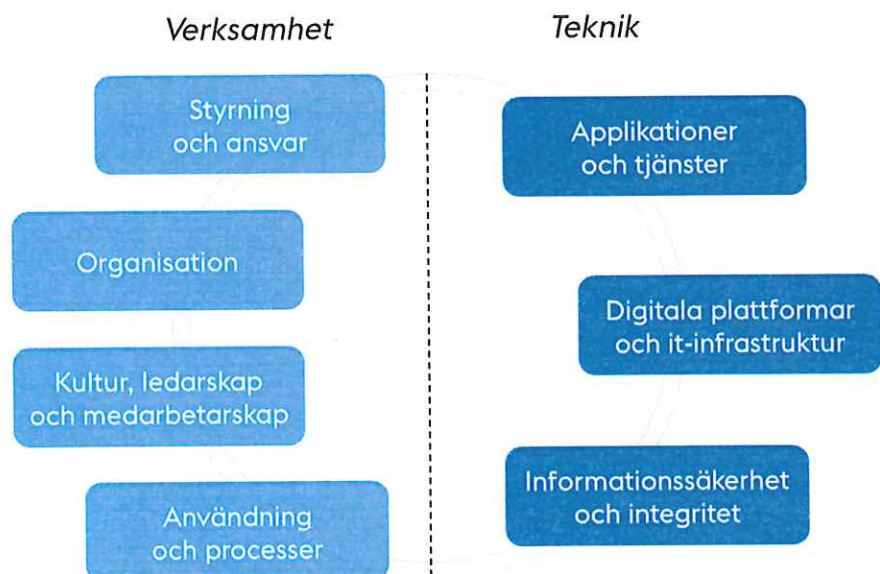 Verksamhet
Styrning
och ansvar
Organisation
Kultur, ledarskap
och medarbetarskap
Användning
och processer
Teknik
Applikationer
och tjänster
Digitala plattformar
och it-infrastruktur
Informationssäkerhet
och integritet